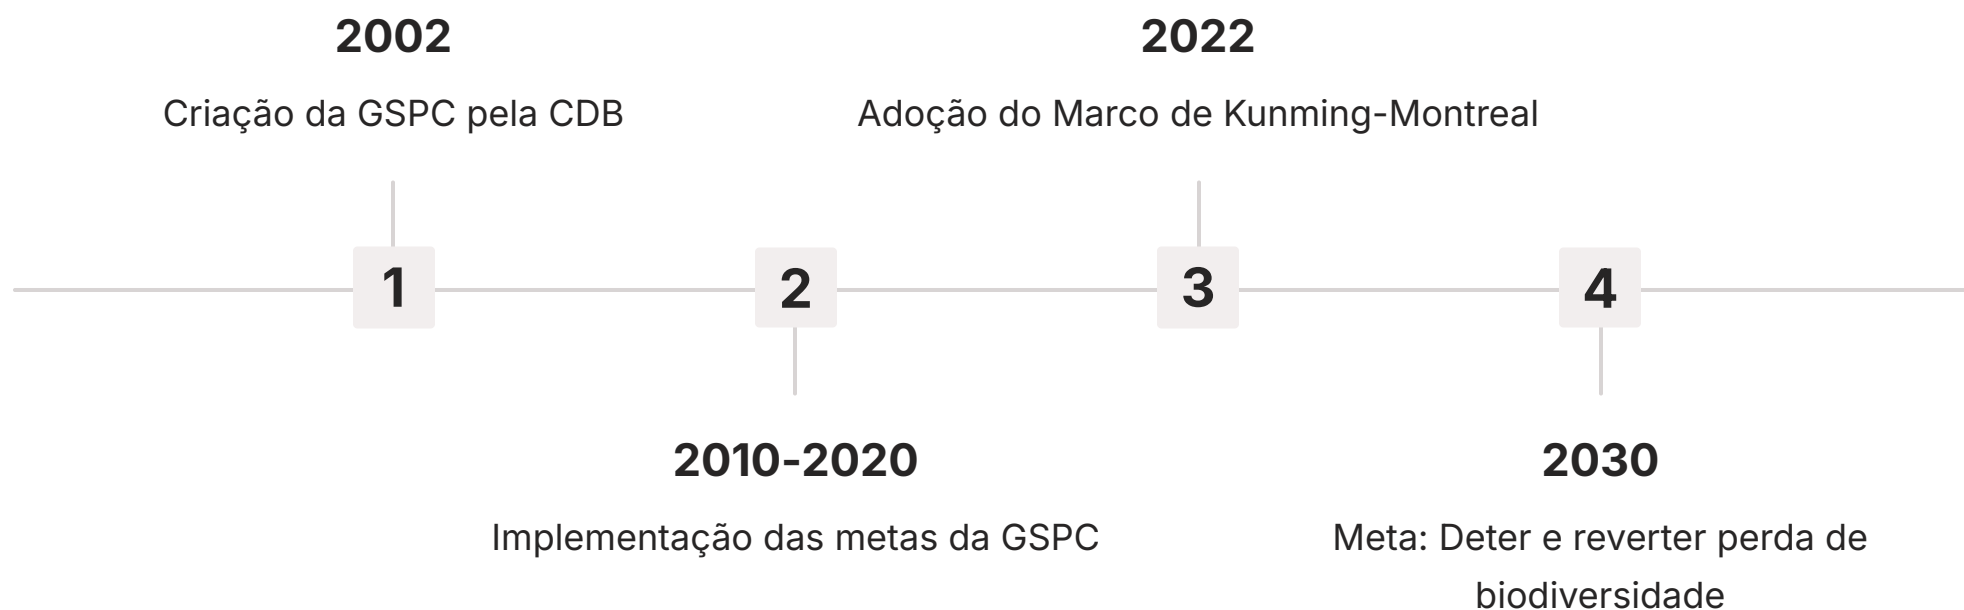 2002
Criação da GSPC pela CDB
2022
Adoção do Marco de Kunming-Montreal
1
2
3
4
2010-2020
Implementação das metas da GSPC
2030
Meta: Deter e reverter perda de
biodiversidade